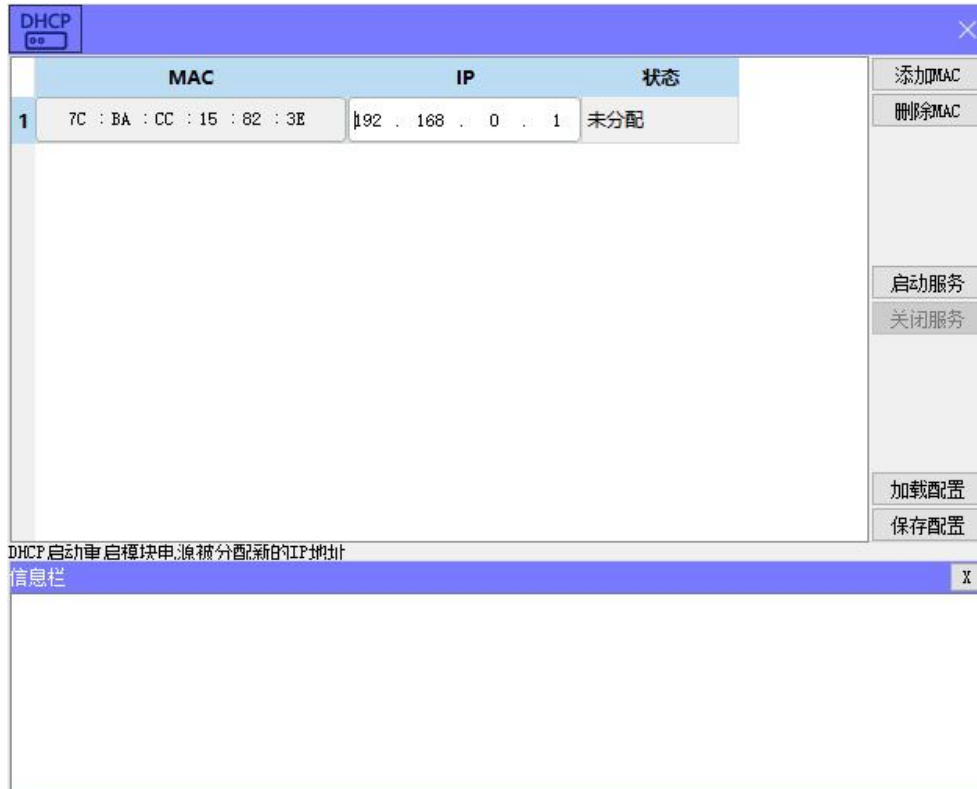 DHCP
MAC IP 状态
添加MAC
1 7C : BA : CC : 15 : 82 : 3E 192 . 168 . 0 . 1 未分配
删除MAC
启动服务
关闭服务
加载配置
保存配置
DHCP启动重启模块电源被分配新的IP地址
信息栏 X